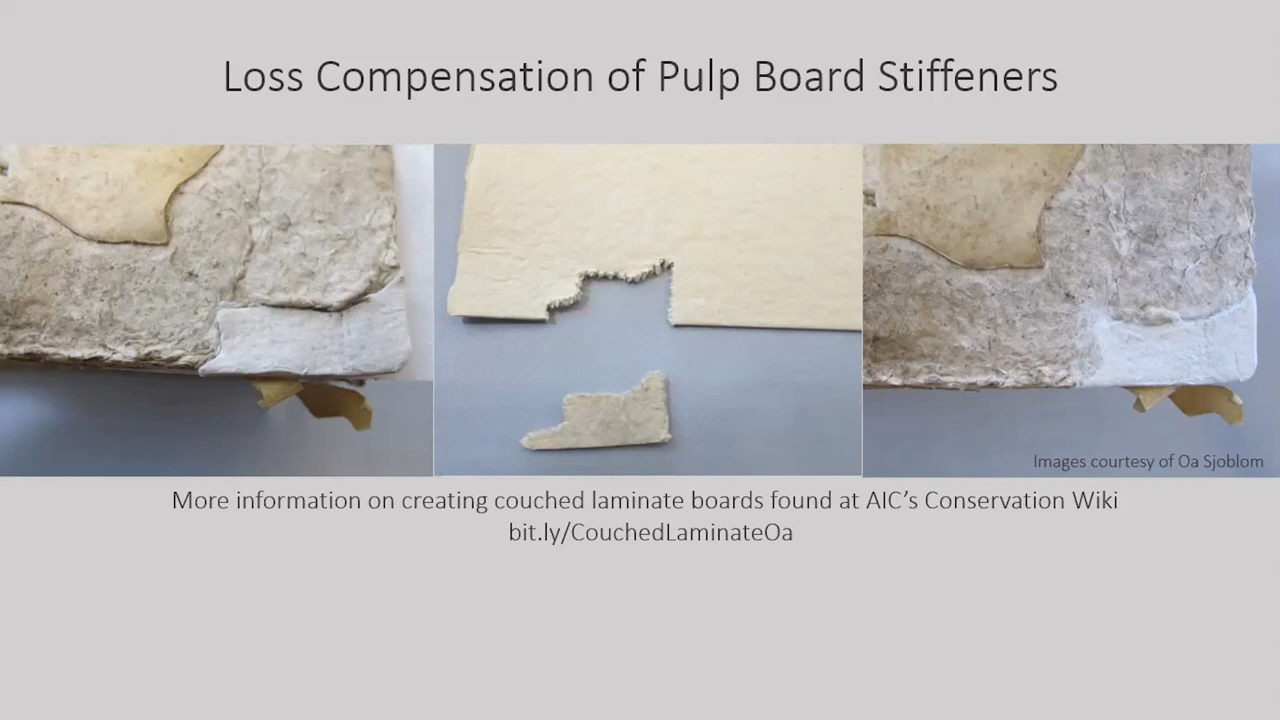 Loss Compensation of Pulp Board Stiffeners
Images courtesy of Oa Sjoblom
More information on creating couched laminate boards found at AIC’s Conservation Wiki
bit.ly/CouchedLaminateOa